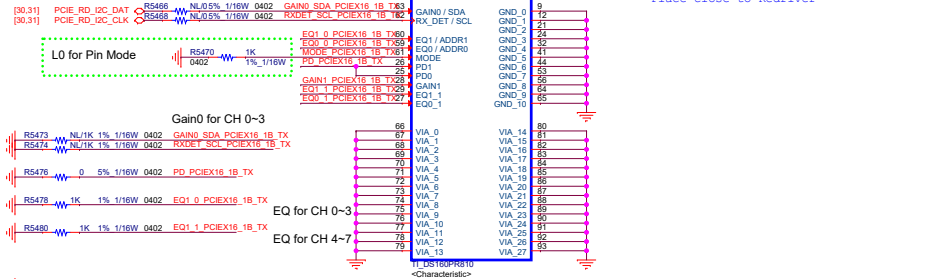 Place close to Redriver
[30,31] PCIE_RD_I2C_DAT R5466 NL/0 5% 1/16W 0402 GAIN0_SDA_PCIEX16_1B_TX 63 GAIN0 / SDA GND_0 9
[30,31] PCIE_RD_I2C_CLK R5468 NL/0 5% 1/16W 0402 RXDET_SCL_PCIEX16_1B_TX 62 RX_DET / SCL GND_1 12
GND_2 21
EQ1_0_PCIEX16_1B_TX 60 EQ1 / ADDR1 GND_3 24
EQ0_0_PCIEX16_1B_TX 59 EQ0 / ADDR0 GND_4 32
L0 for Pin Mode R5470 1K 0402 1%_1/16W MODE_PCIEX16_1B_TX 61 MODE GND_5 41
PD_PCIEX16_1B_TX 26 PD1 GND_6 44
25 PD0 GND_7 53
GAIN1_PCIEX16_1B_TX 28 GAIN1 GND_8 56
EQ1_1_PCIEX16_1B_TX 29 EQ1_1 GND_9 64
EQ0_1_PCIEX16_1B_TX 27 EQ0_1 GND_10 65
Gain0 for CH 0~3
66 VIA_0 VIA_14 80
R5473 NL/1K 1% 1/16W 0402 GAIN0_SDA_PCIEX16_1B_TX 67 VIA_1 VIA_15 81
R5474 NL/1K 1% 1/16W 0402 RXDET_SCL_PCIEX16_1B_TX 68 VIA_2 VIA_16 82
69 VIA_3 VIA_17 83
70 VIA_4 VIA_18 84
R5476 0 5% 1/16W 0402 PD_PCIEX16_1B_TX 71 VIA_5 VIA_19 85
72 VIA_6 VIA_20 86
73 VIA_7 VIA_21 87
R5478 1K 1% 1/16W 0402 EQ1_0_PCIEX16_1B_TX 74 VIA_8 VIA_22 88
EQ for CH 0~3 75 VIA_9 VIA_23 89
76 VIA_10 VIA_24 90
R5480 1K 1% 1/16W 0402 EQ1_1_PCIEX16_1B_TX 77 VIA_11 VIA_25 91
EQ for CH 4~7 78 VIA_12 VIA_26 92
79 VIA_13 VIA_27 93
TI_DS160PR810
<Characteristic>